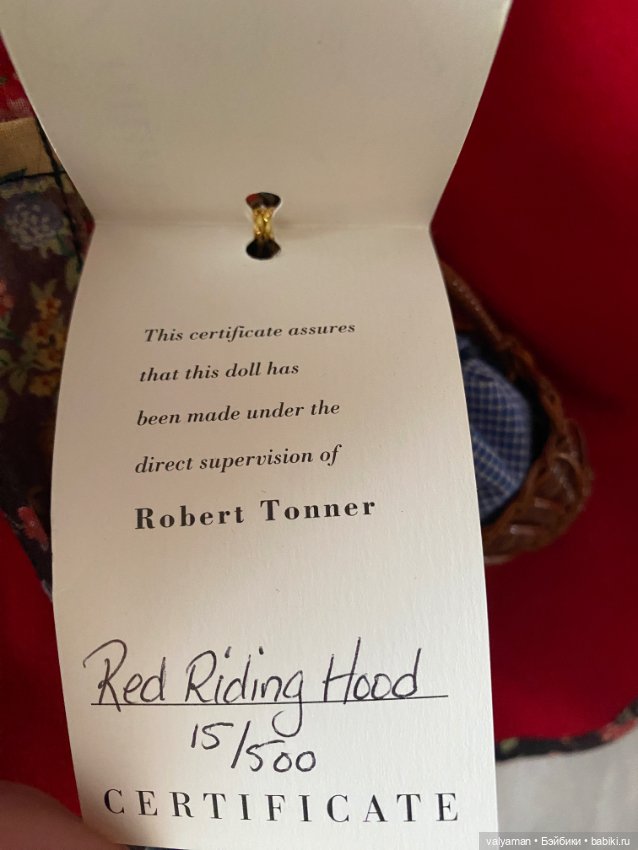 This certificate assures
that this doll has
been made under the
direct supervision of
Robert Tonner
Red Riding Hood
15/500
CERTIFICATE
valyaman • Бэйбики • babiki.ru